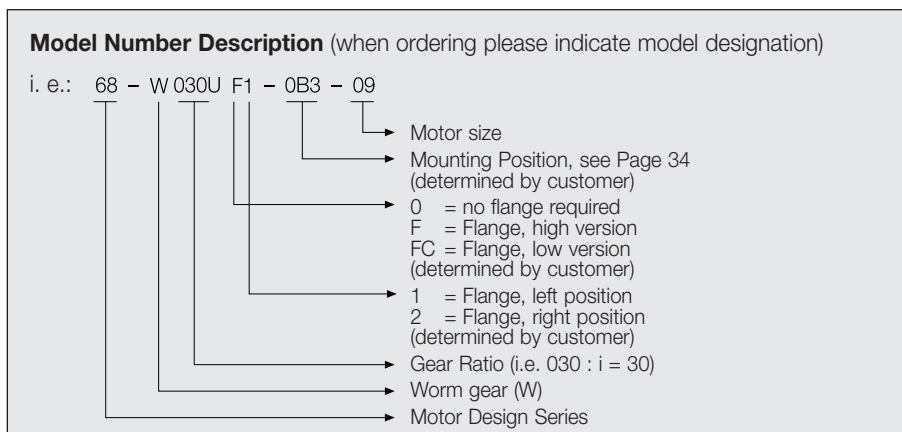 Model Number Description (when ordering please indicate model designation)
i. e.: 68 - W 030U F1 - 0B3 - 09
Motor size
Mounting Position, see Page 34
(determined by customer)
0 = no flange required
F = Flange, high version
FC = Flange, low version
(determined by customer)
1 = Flange, left position
2 = Flange, right position
(determined by customer)
Gear Ratio (i.e. 030 : i = 30)
Worm gear (W)
Motor Design Series